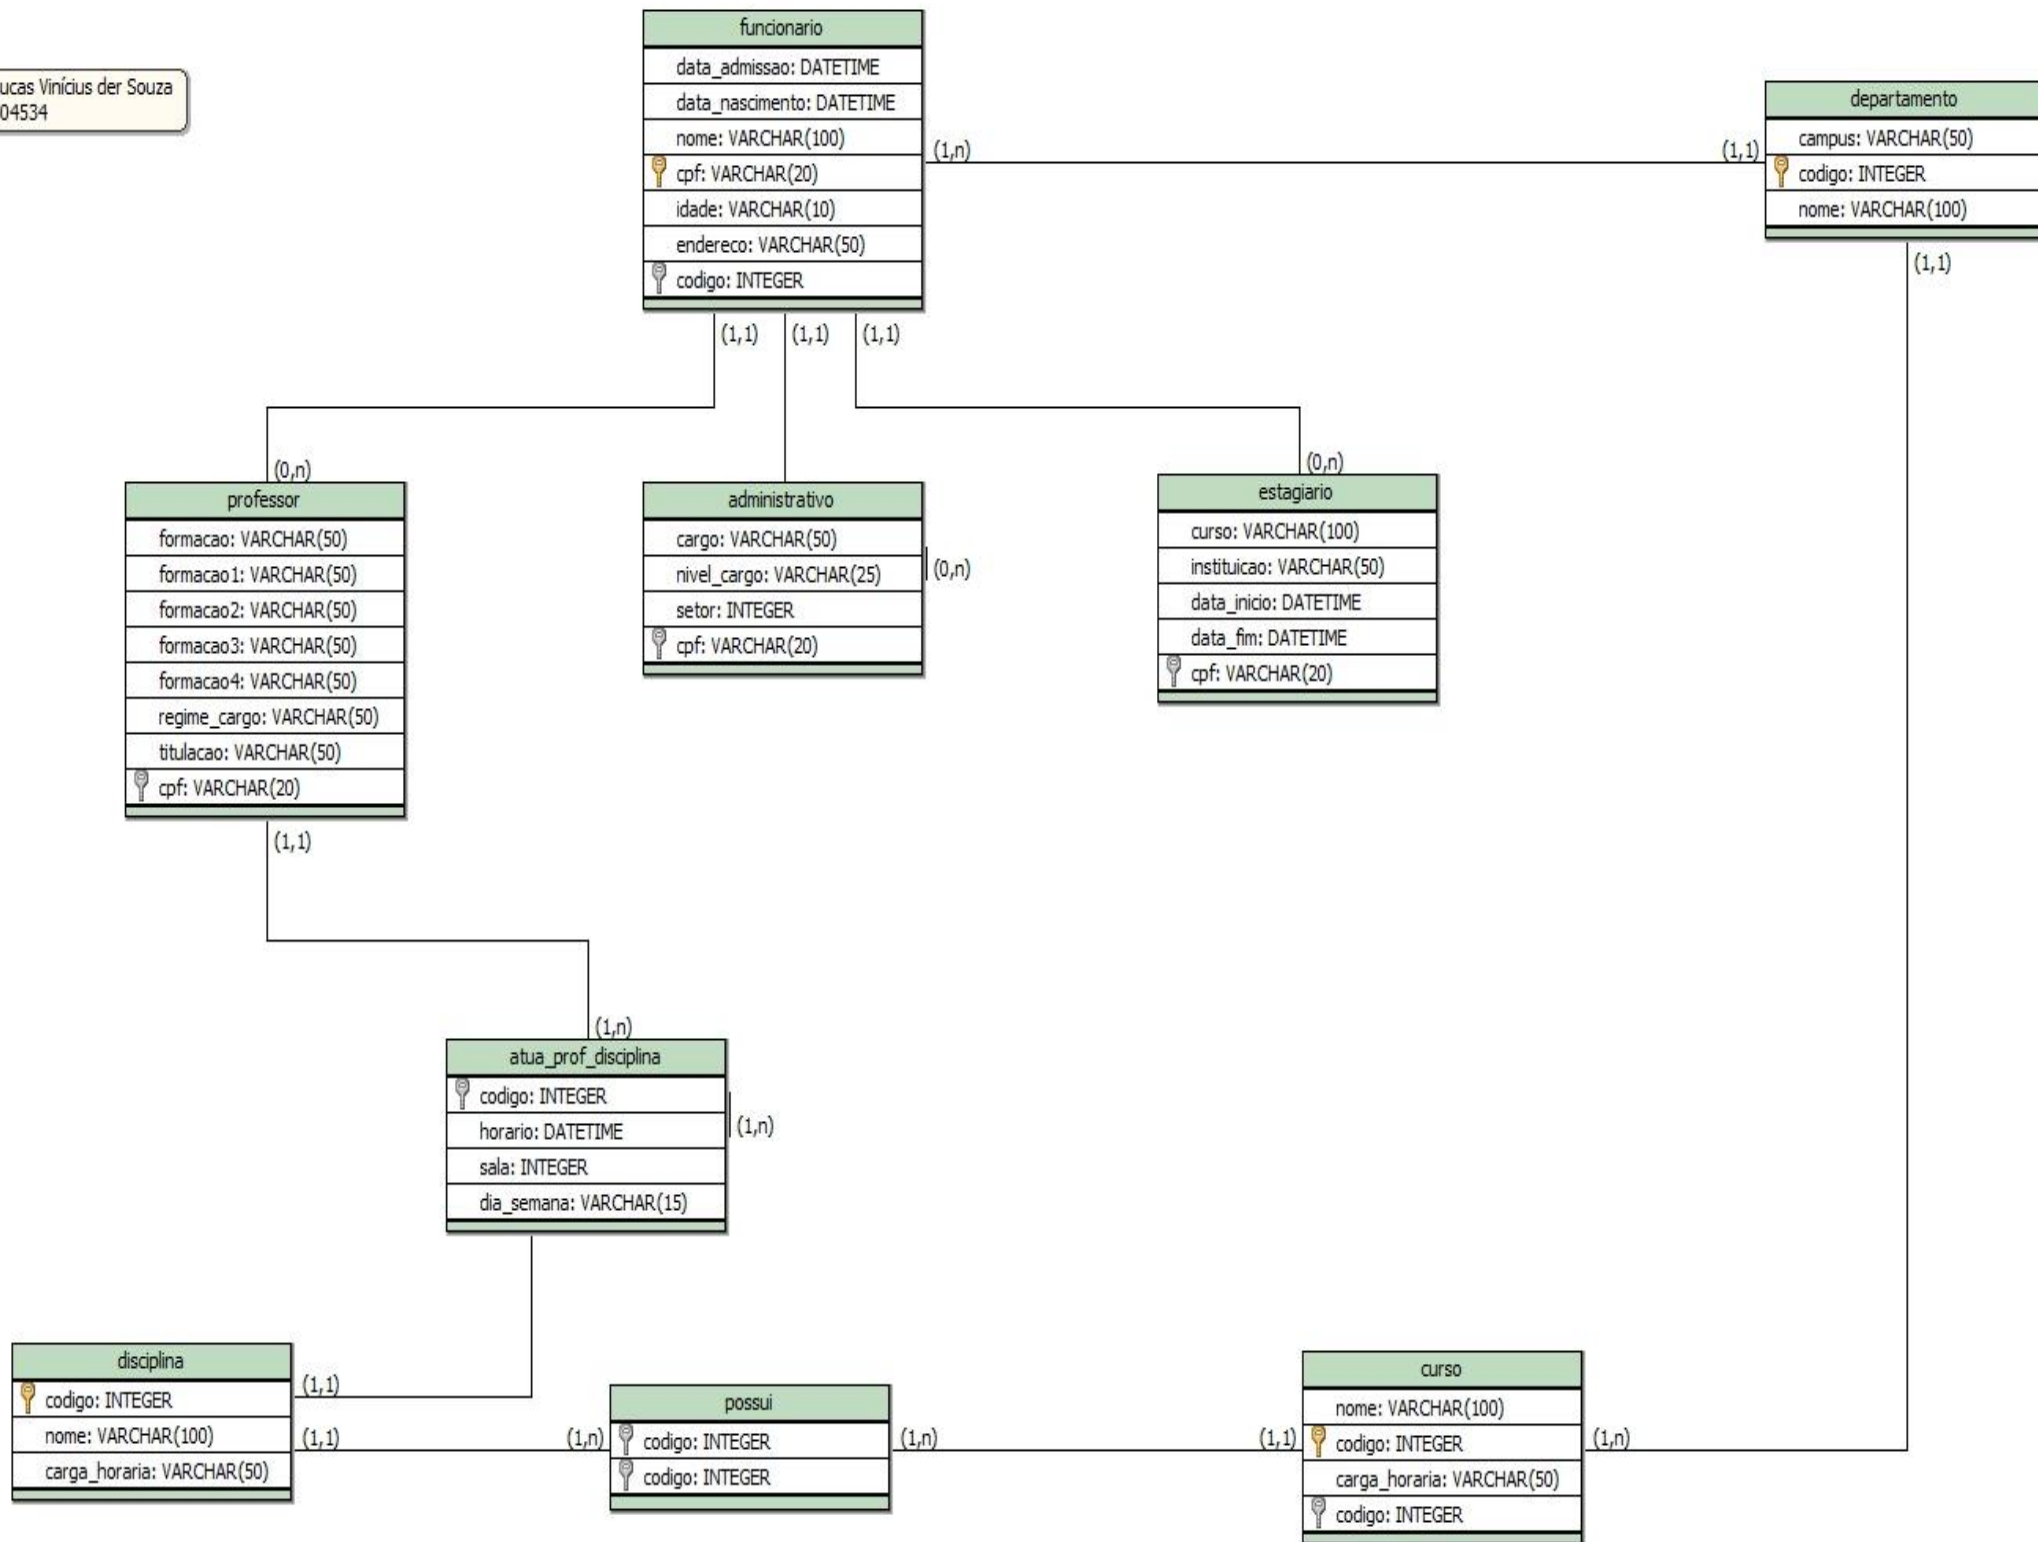 ucas Vinícius der Souza
04534
funcionario
data_admissao: DATETIME
data_nascimento: DATETIME
nome: VARCHAR(100)
cpf: VARCHAR(20)
idade: VARCHAR(10)
endereco: VARCHAR(50)
codigo: INTEGER
(1,n)
(1,1)
departamento
campus: VARCHAR(50)
codigo: INTEGER
nome: VARCHAR(100)
(1,1)
(1,1)
(1,1)
(1,1)
(0,n)
professor
formacao: VARCHAR(50)
formacao1: VARCHAR(50)
formacao2: VARCHAR(50)
formacao3: VARCHAR(50)
formacao4: VARCHAR(50)
regime_cargo: VARCHAR(50)
titulacao: VARCHAR(50)
cpf: VARCHAR(20)
(1,1)
administrativo
cargo: VARCHAR(50)
nivel_cargo: VARCHAR(25)
setor: INTEGER
cpf: VARCHAR(20)
(0,n)
(0,n)
estagiario
curso: VARCHAR(100)
instituicao: VARCHAR(50)
data_inicio: DATETIME
data_fim: DATETIME
cpf: VARCHAR(20)
(1,n)
atua_prof_disciplina
codigo: INTEGER
horario: DATETIME
sala: INTEGER
dia_semana: VARCHAR(15)
(1,n)
disciplina
codigo: INTEGER
nome: VARCHAR(100)
carga_horaria: VARCHAR(50)
(1,1)
(1,1)
(1,n)
possui
codigo: INTEGER
codigo: INTEGER
(1,n)
(1,1)
curso
nome: VARCHAR(100)
codigo: INTEGER
carga_horaria: VARCHAR(50)
codigo: INTEGER
(1,n)